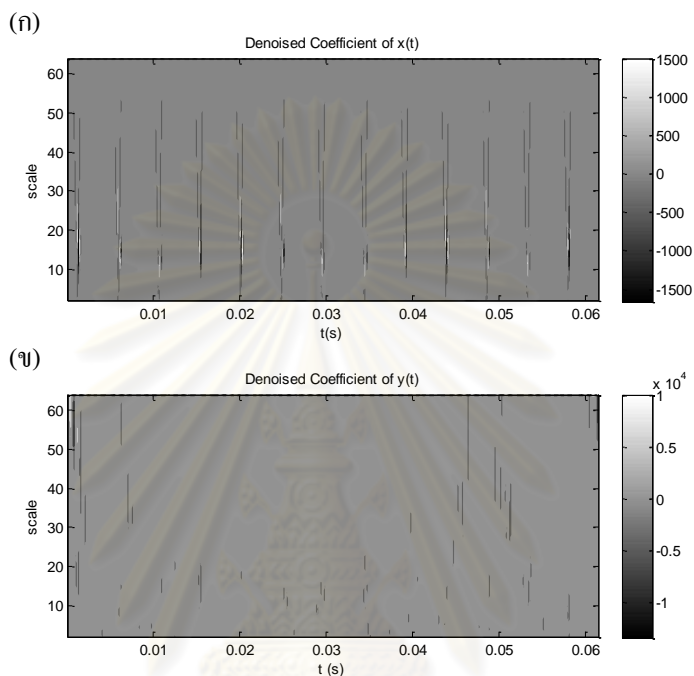 (ก)
Denoised Coefficient of x(t)
60
50
40
30
20
10
scale
0.01 0.02 0.03 0.04 0.05 0.06
t(s)
1500
1000
500
0
-500
-1000
-1500
(ข)
Denoised Coefficient of y(t)
60
50
40
30
20
10
scale
0.01 0.02 0.03 0.04 0.05 0.06
t (s)
x 10^4
1
0.5
0
-0.5
-1